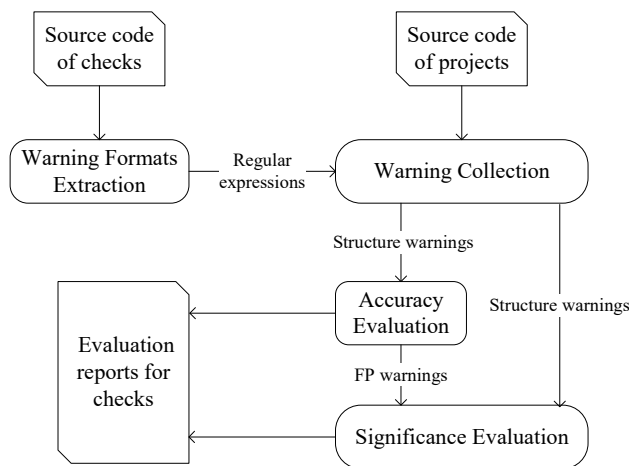 Source code
of checks
Source code
of projects
Warning Formats
Extraction
Regular
expressions
Warning Collection
Structure warnings
Structure warnings
Accuracy
Evaluation
Evaluation
reports for
checks
FP warnings
Significance Evaluation